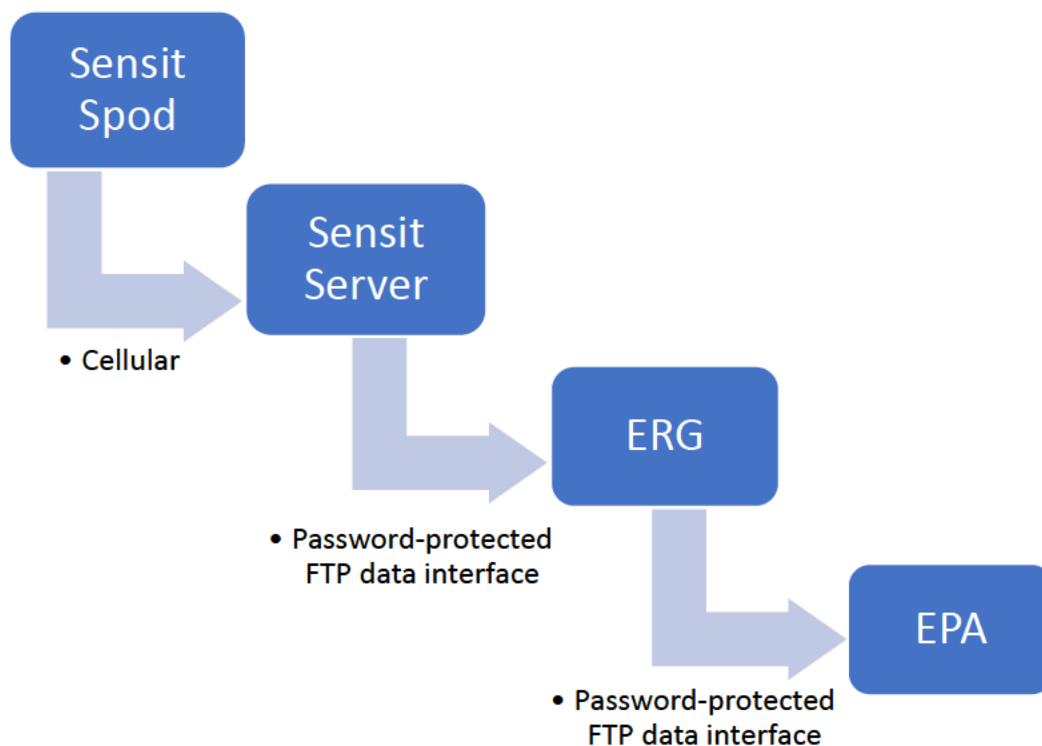 Sensit
Spod
Sensit
Server
• Cellular
ERG
• Password-protected
FTP data interface
EPA
• Password-protected
FTP data interface